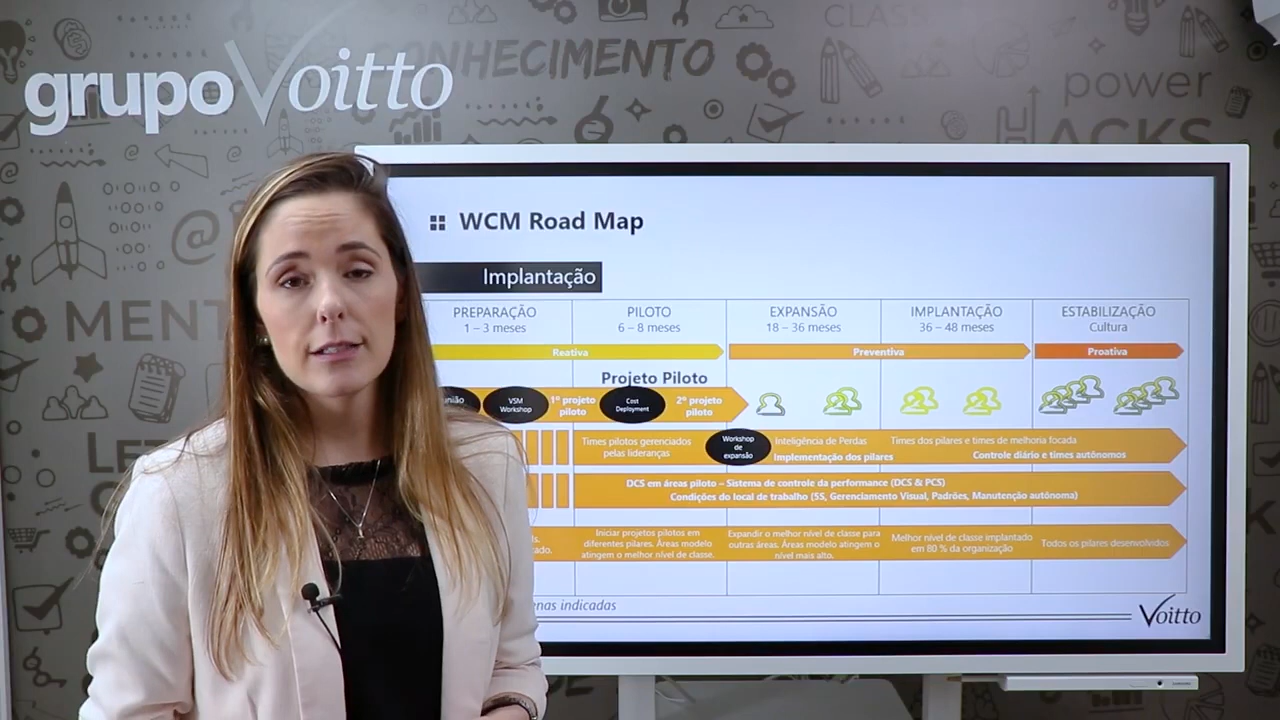 grupoVoitto
CONHECIMENTO
CLASS
power
HACKS
MENT
WCM Road Map
Implantação
PREPARAÇÃO
1 – 3 meses
PILOTO
6 – 8 meses
EXPANSÃO
18 – 36 meses
IMPLANTAÇÃO
36 – 48 meses
ESTABILIZAÇÃO
Cultura
Reativa
Preventiva
Proativa
Projeto Piloto
união
VSM
Workshop
1º projeto
piloto
Cost
Deployment
2º projeto
piloto
Times pilotos gerenciados
pelas lideranças
Workshop
de
expansão
Inteligência de Perdas
Implementação dos pilares
Times dos pilares e times de melhoria focada
Controle diário e times autônomos
DCS em áreas piloto – Sistema de controle da performance (DCS & PCS)
Condições do local de trabalho (5S, Gerenciamento Visual, Padrões, Manutenção autônoma)
Iniciar projetos pilotos em
diferentes pilares. Áreas modelo
atingem o melhor nível de classe.
Expandir o melhor nível de classe para
outras áreas. Áreas modelo atingem o
nível mais alto.
Melhor nível de classe implantado
em 80 % da organização
Todos os pilares desenvolvidos
enas indicadas
Voitto